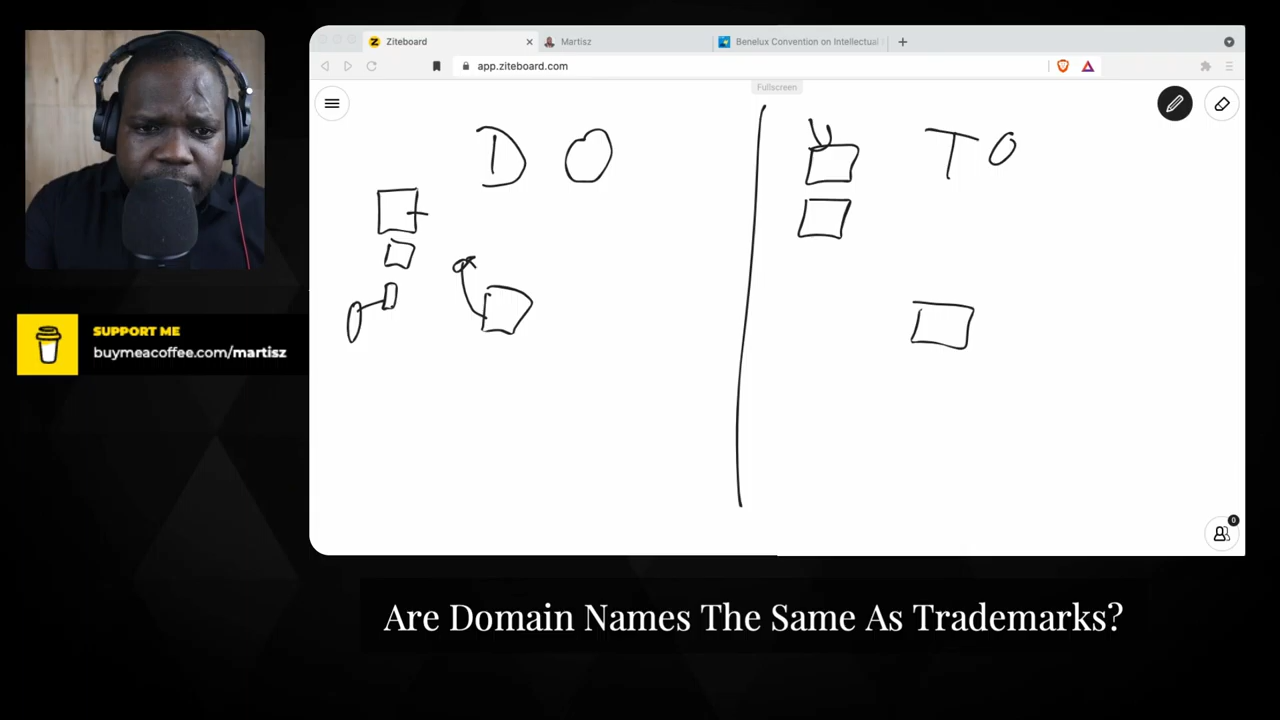 Ziteboard
Martisz
Benelux Convention on Intellectual
app.ziteboard.com
Fullscreen
D O
T O
SUPPORT ME
buymeacoffee.com/martisz
0
Are Domain Names The Same As Trademarks?